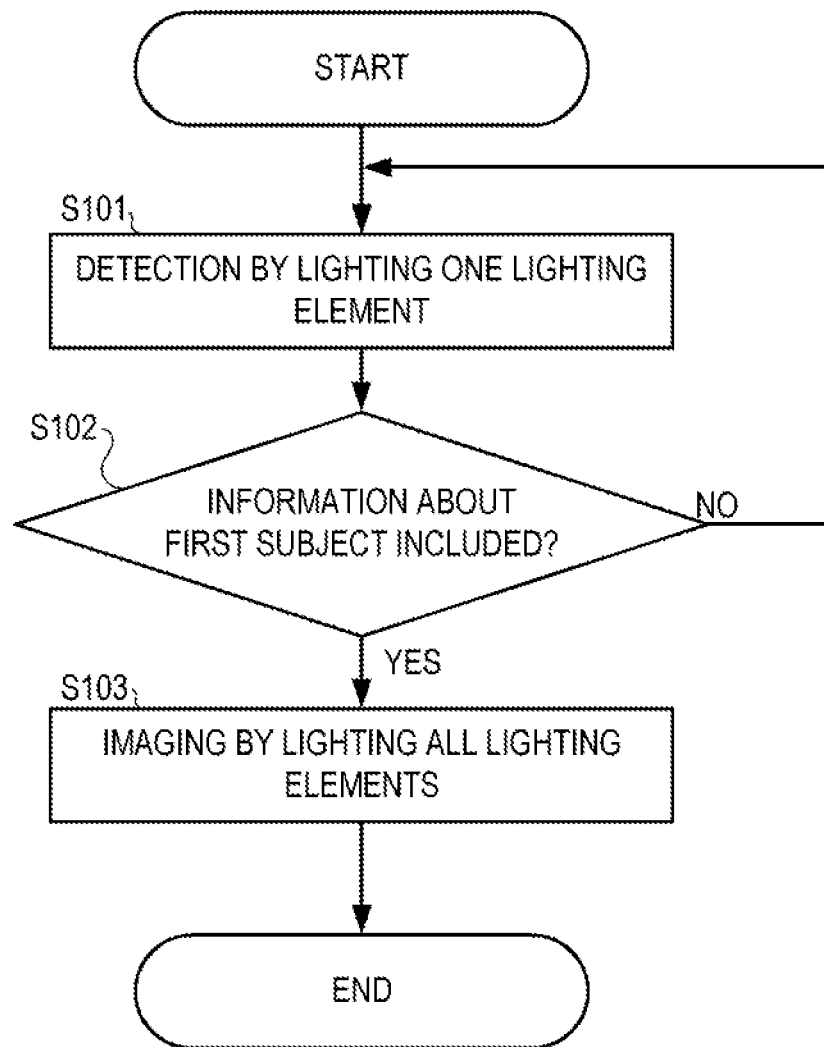 START
S101
DETECTION BY LIGHTING ONE LIGHTING
ELEMENT
S102
INFORMATION ABOUT
FIRST SUBJECT INCLUDED?
NO
YES
S103
IMAGING BY LIGHTING ALL LIGHTING
ELEMENTS
END